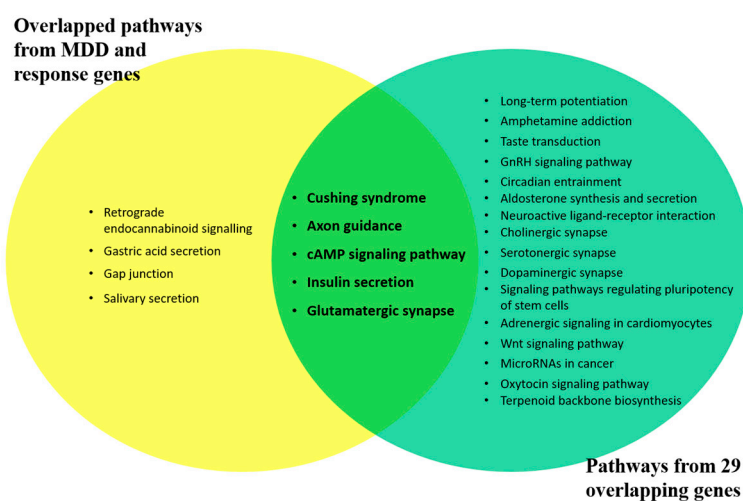 Overlapped pathways
from MDD and
response genes
• Retrograde
endocannabinoid signalling
• Gastric acid secretion
• Gap junction
• Salivary secretion
• Cushing syndrome
• Axon guidance
• cAMP signaling pathway
• Insulin secretion
• Glutamatergic synapse
• Long-term potentiation
• Amphetamine addiction
• Taste transduction
• GnRH signaling pathway
• Circadian entrainment
• Aldosterone synthesis and secretion
• Neuroactive ligand-receptor interaction
• Cholinergic synapse
• Serotonergic synapse
• Dopaminergic synapse
• Signaling pathways regulating pluripotency
of stem cells
• Adrenergic signaling in cardiomyocytes
• Wnt signaling pathway
• MicroRNAs in cancer
• Oxytocin signaling pathway
• Terpenoid backbone biosynthesis
Pathways from 29
overlapping genes